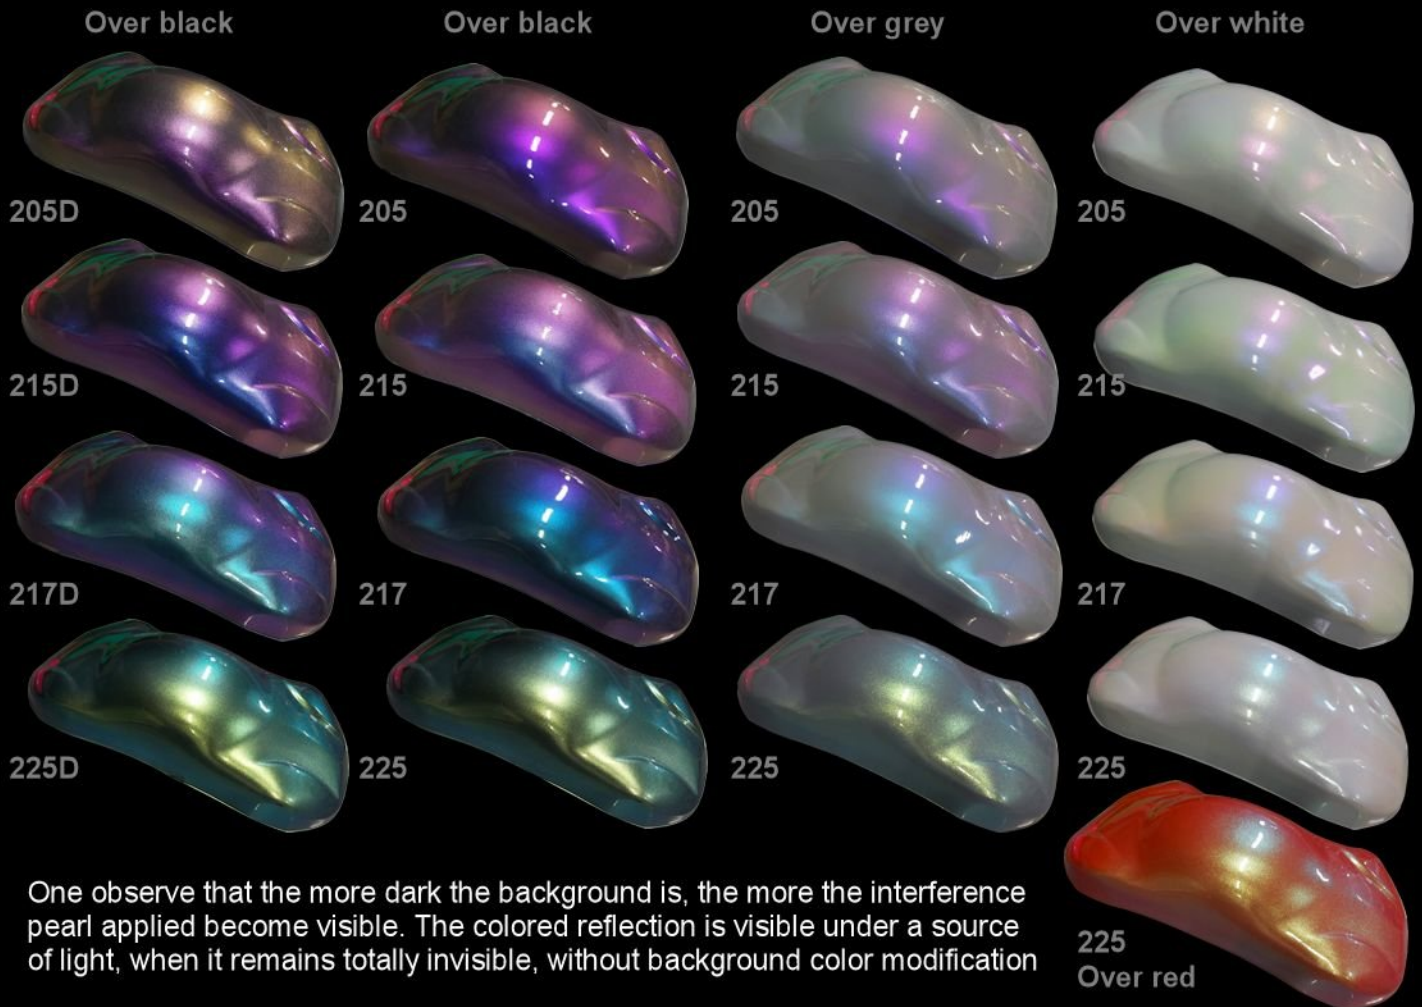 Over black
Over black
Over grey
Over white
205D
205
205
205
215D
215
215
215
217D
217
217
217
225D
225
225
225
One observe that the more dark the background is, the more the interference
pearl applied become visible. The colored reflection is visible under a source
of light, when it remains totally invisible, without background color modification
225
Over red